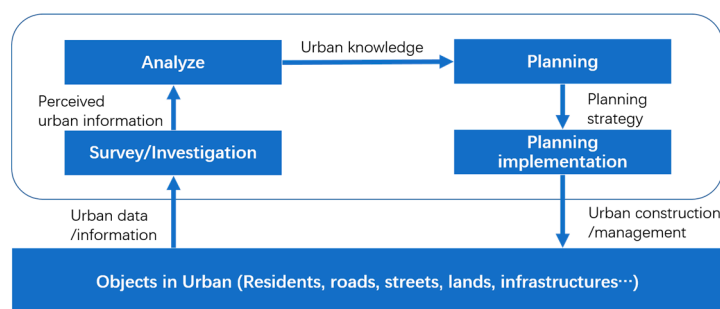 Urban knowledge
Analyze
Planning
Perceived
urban information
Planning
strategy
Survey/Investigation
Planning
implementation
Urban data
/information
Urban construction
/management
Objects in Urban (Residents, roads, streets, lands, infrastructures…)